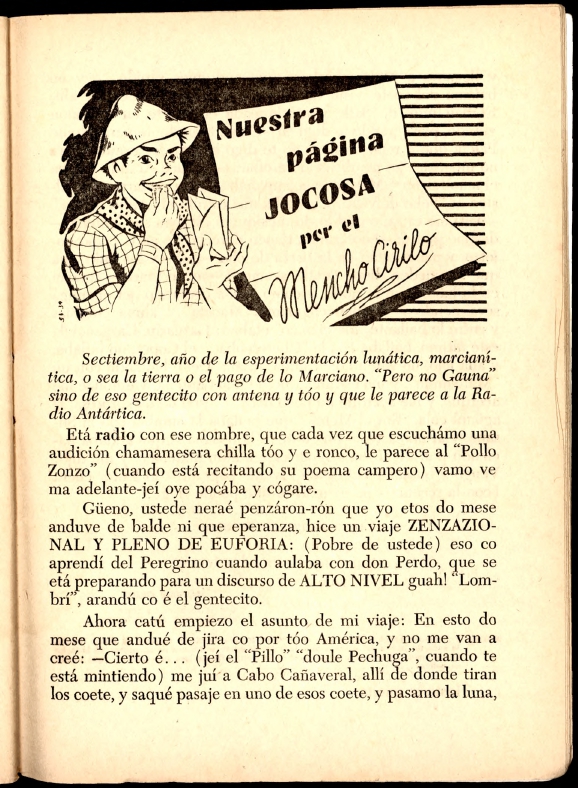 Nuestra
página
JOCOSA
por el
Mencho Cirilo
Sectiembre, año de la esperimentación lunática, marcianí-
tica, o sea la tierra o el pago de lo Marciano. “Pero no Gauna”
sino de eso gentecito con antena y tóo y que le parece a la Ra-
dio Antártica.
Etá radio con ese nombre, que cada vez que escuchámo una
audición chamamesera chilla tóo y e ronco, le parece al “Pollo
Zonzo” (cuando está recitando su poema campero) vamo ve
ma adelante-jeí oye pocába y cógare.
Güeno, ustede neraé penzáron-rón que yo etos do mese
anduve de balde ni que eperanza, hice un viaje ZENZAZIO-
NAL Y PLENO DE EUFORIA: (Pobre de ustede) eso co
aprendí del Peregrino cuando aulaba con don Perdo, que se
etá preparando para un discurso de ALTO NIVEL guah! “Lom-
brí”, arandú co é el gentecito.
Ahora catú empiezo el asunto de mi viaje: En esto do
mese que andué de jira co por tóo América, y no me van a
creé: —Cierto é... (jeí el “Pillo” “doule Pechuga”, cuando te
está mintiendo) me juí a Cabo Cañaveral, allí de donde tiran
los coete, y saqué pasaje en uno de esos coete, y pasamo la luna,